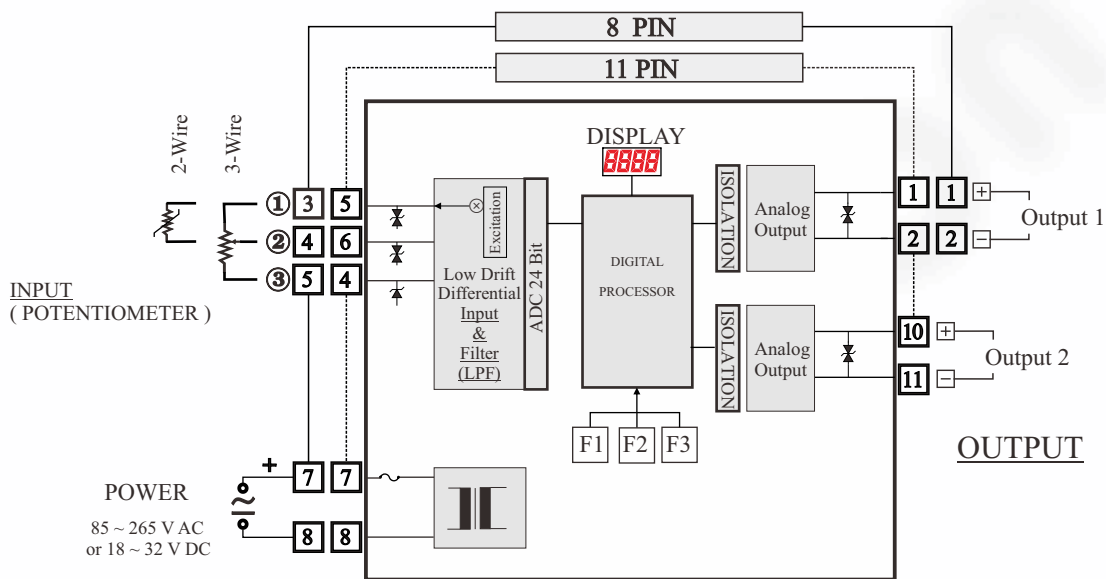 8 PIN
11 PIN
2-Wire
3-Wire
DISPLAY
8888
① 3 5
② 4 6
③ 5 4
INPUT
( POTENTIOMETER )
Excitation
Low Drift
Differential
Input
&
Filter
(LPF)
ADC 24 Bit
DIGITAL
PROCESSOR
ISOLATION
Analog
Output
1 1 +
2 2 −
Output 1
ISOLATION
Analog
Output
10 +
11 −
Output 2
F1 F2 F3
OUTPUT
+
7 7
POWER
85 ~ 265 V AC
or 18 ~ 32 V DC
8 8